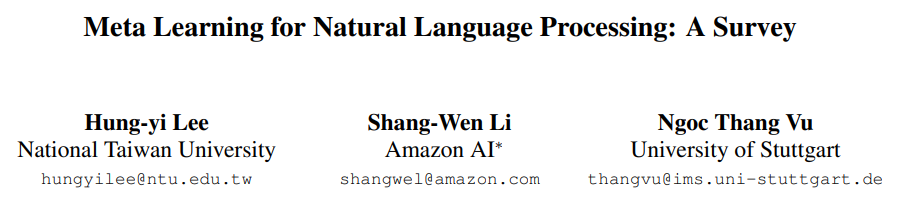 Meta Learning for Natural Language Processing: A Survey
Hung-yi Lee
National Taiwan University
hungyilee@ntu.edu.tw
Shang-Wen Li
Amazon AI*
shangwel@amazon.com
Ngoc Thang Vu
University of Stuttgart
thangvu@ims.uni-stuttgart.de